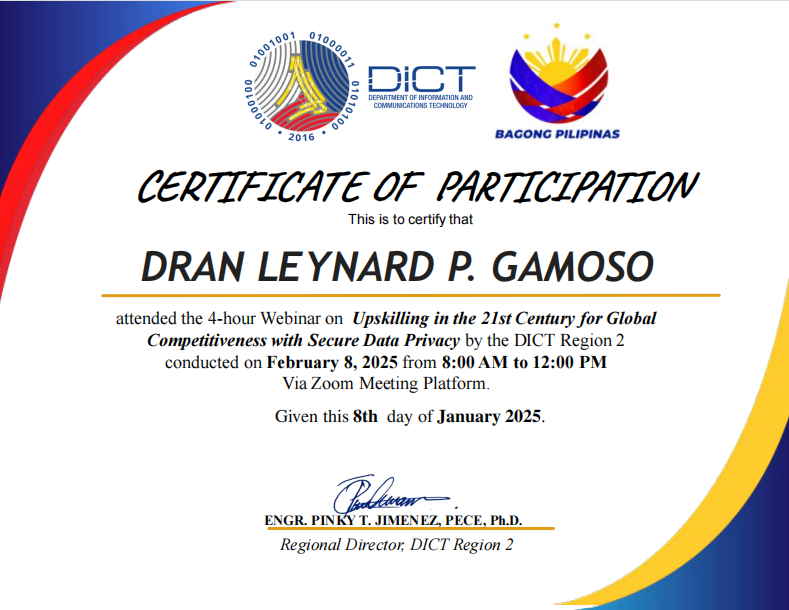 01001001 01000011
01000100 01010100
• 2016 •
DICT
DEPARTMENT OF INFORMATION AND
COMMUNICATIONS TECHNOLOGY
BAGONG PILIPINAS
CERTIFICATE OF PARTICIPATION
This is to certify that
DRAN LEYNARD P. GAMOSO
attended the 4-hour Webinar on Upskilling in the 21st Century for Global
Competitiveness with Secure Data Privacy by the DICT Region 2
conducted on February 8, 2025 from 8:00 AM to 12:00 PM
Via Zoom Meeting Platform.
Given this 8th day of January 2025.
ENGR. PINKY T. JIMENEZ, PECE, Ph.D.
Regional Director, DICT Region 2